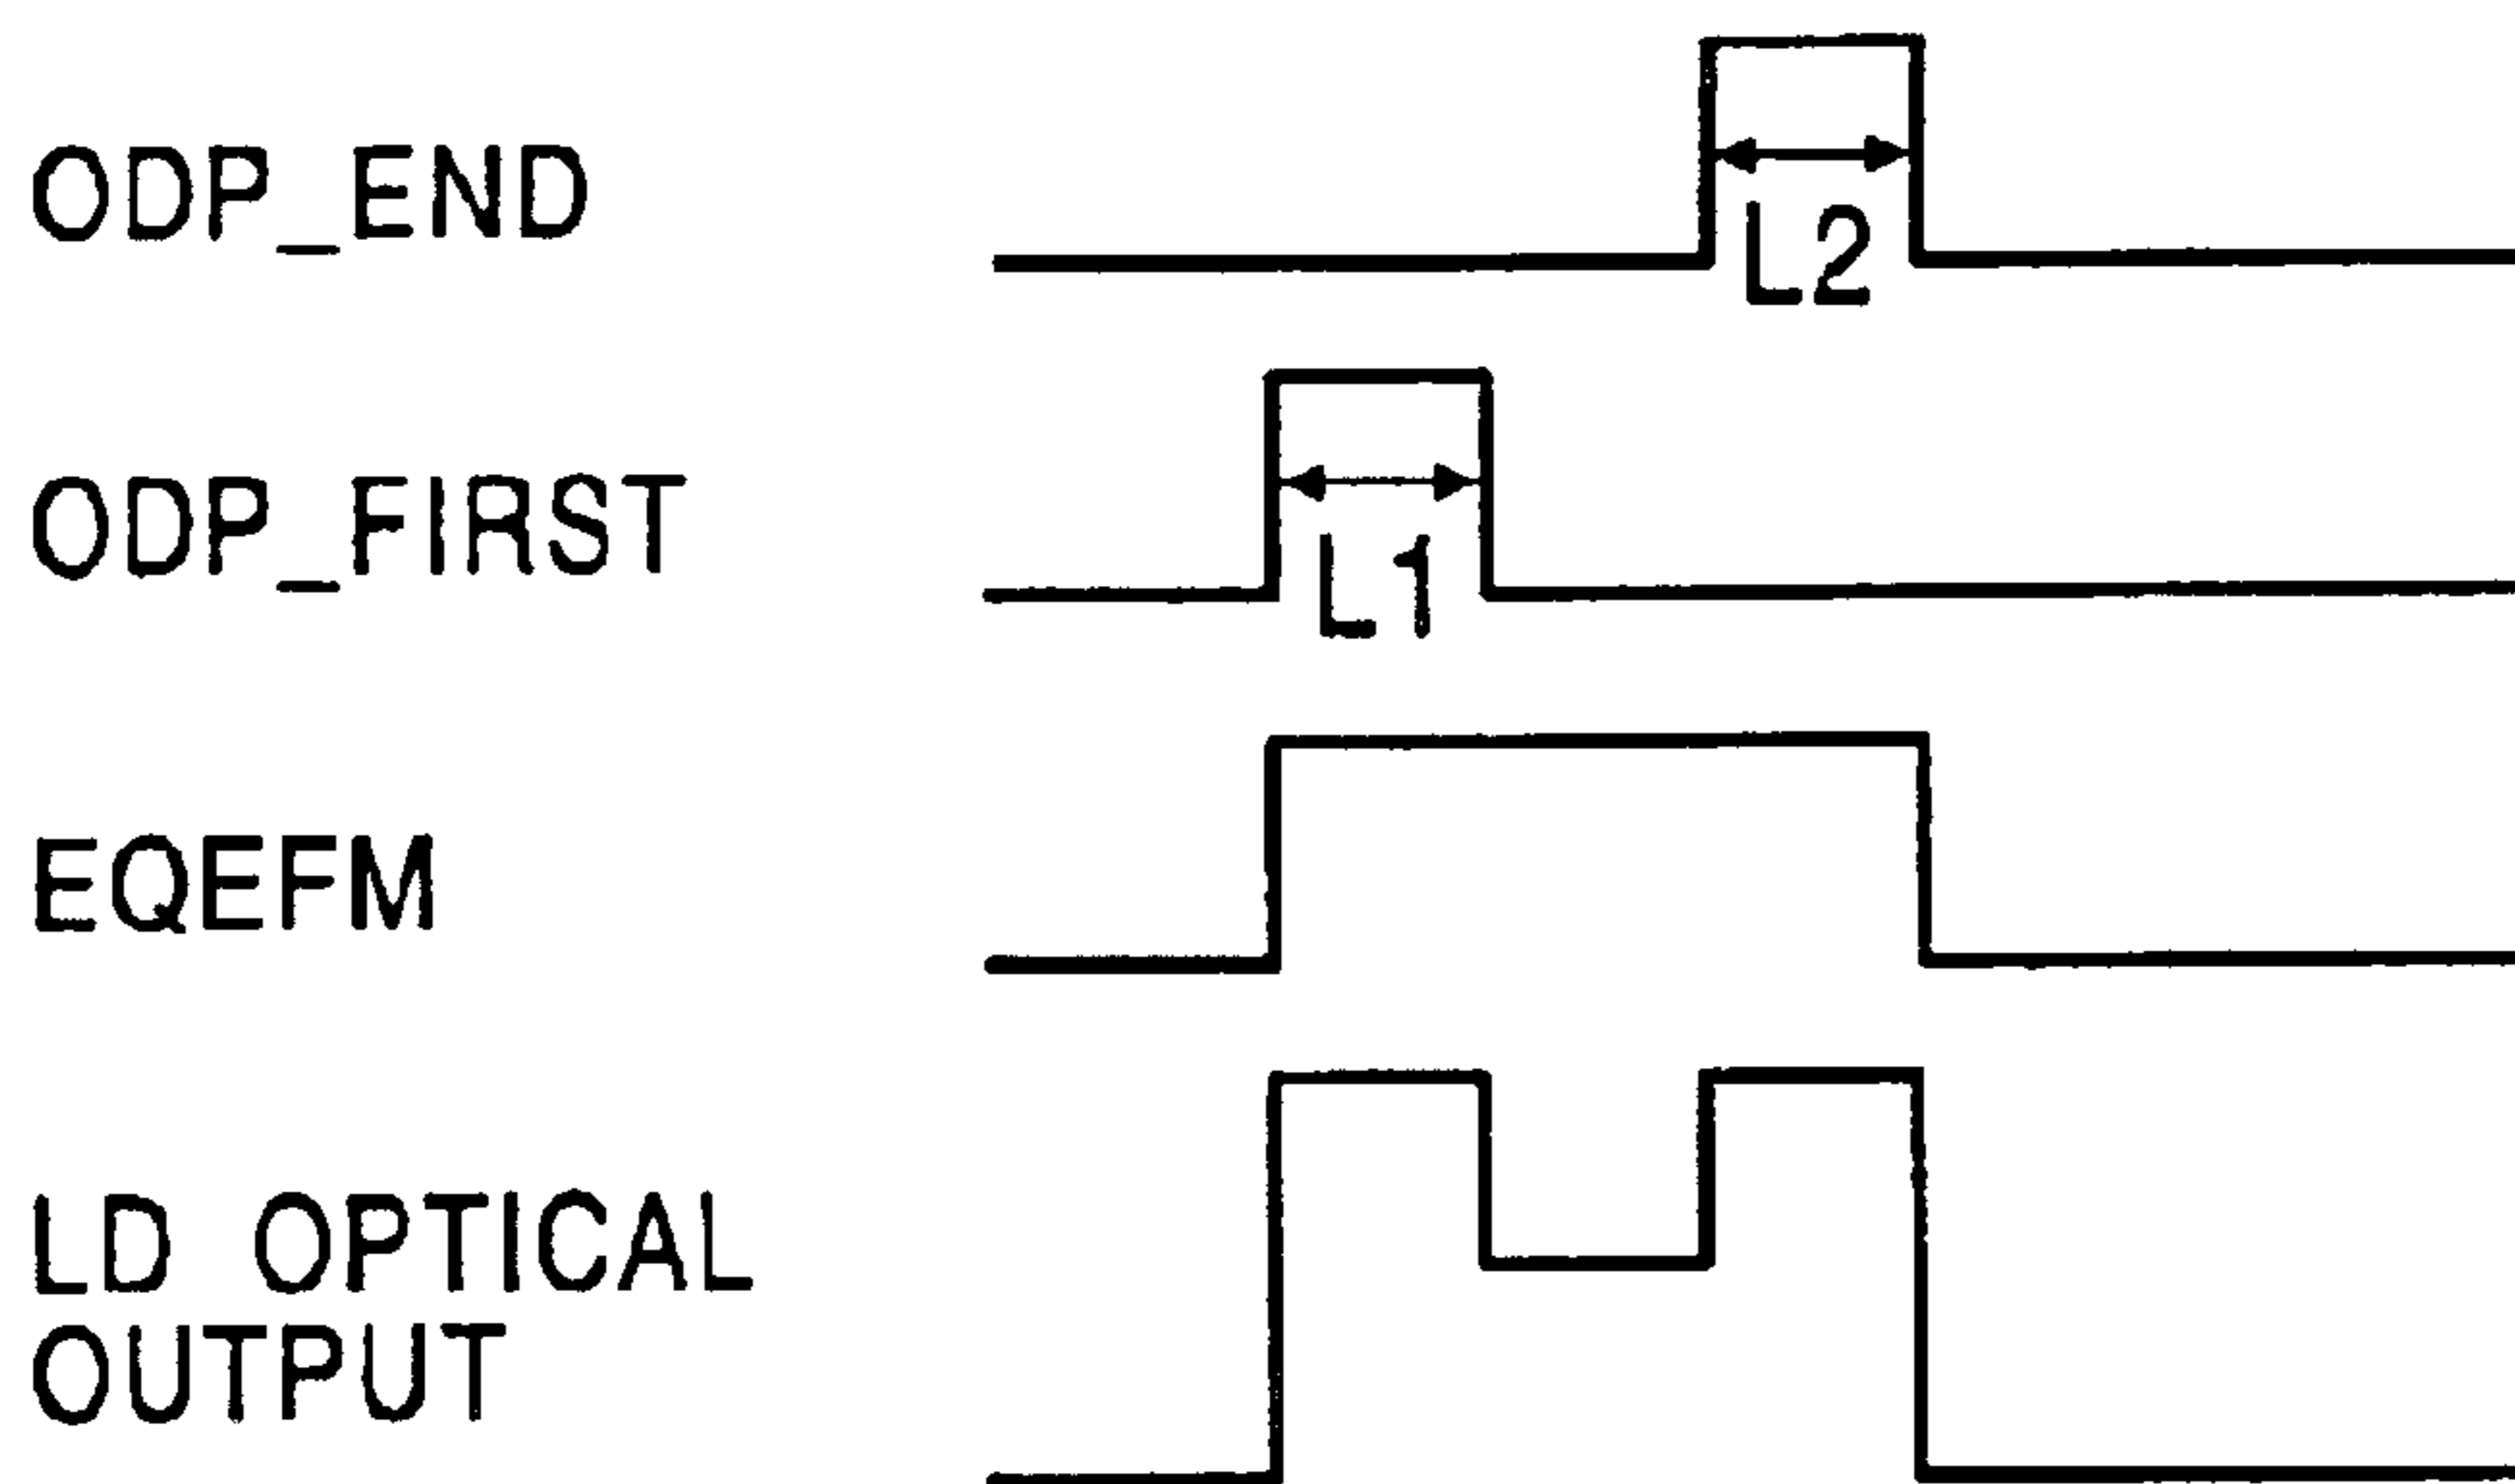 ODP_END
L2
ODP_FIRST
L1
EQEFM
LD OPTICAL
OUTPUT